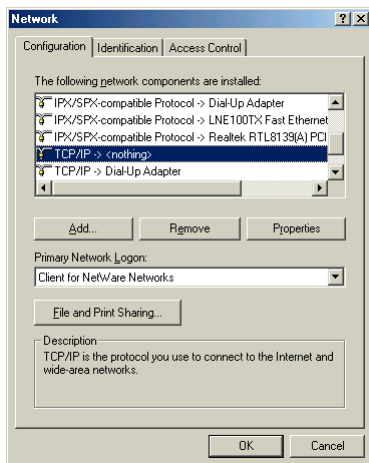 Network
Configuration Identification Access Control
The following network components are installed:
IPX/SPX-compatible Protocol -> Dial-Up Adapter
IPX/SPX-compatible Protocol -> LNE100TX Fast Ethernet
IPX/SPX-compatible Protocol -> Realtek RTL8139(A) PCI
TCP/IP -> <nothing>
TCP/IP -> Dial-Up Adapter
Add... Remove Properties
Primary Network Logon:
Client for NetWare Networks
File and Print Sharing...
Description
TCP/IP is the protocol you use to connect to the Internet and
wide-area networks.
OK Cancel